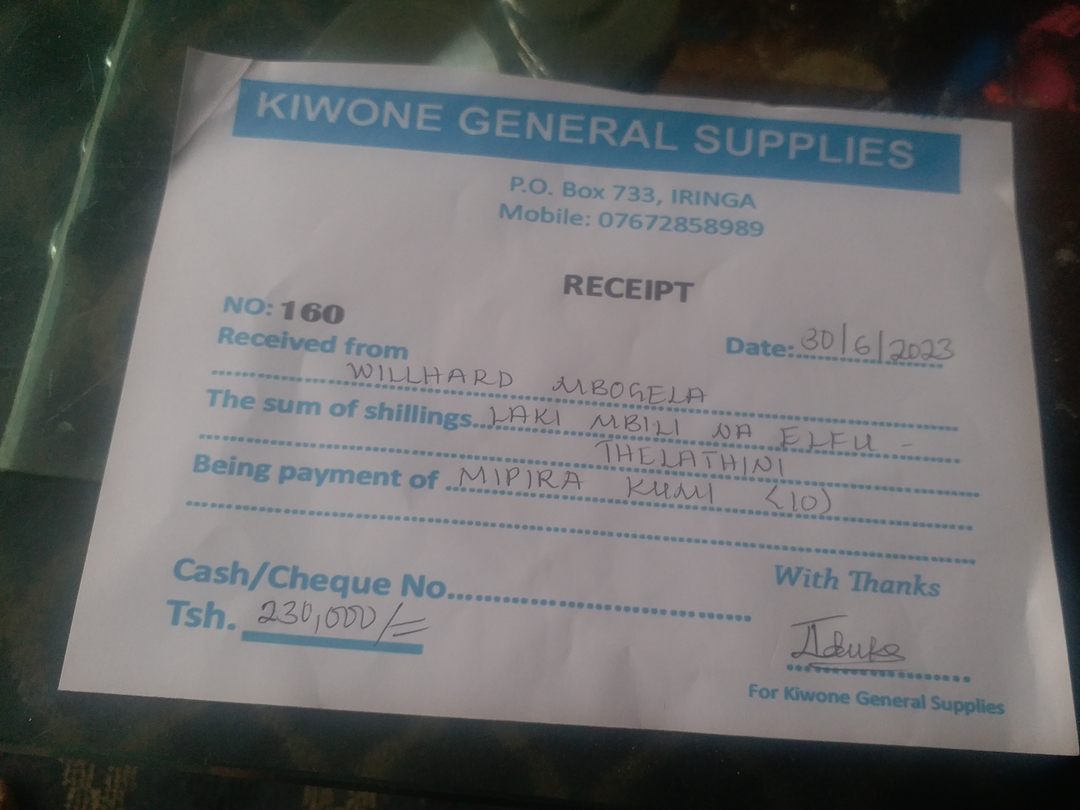 KIWONE GENERAL SUPPLIES
P.O. Box 733, IRINGA
Mobile: 07672858989
RECEIPT
NO: 160
Date: 30/6/2023
Received from
WILLHARD MBOGELA
The sum of shillings LAKI MBILI NA ELFU -
THELATHINI
Being payment of MIPIRA KUMI (10)
Cash/Cheque No
With Thanks
Tsh. 230,000/=
For Kiwone General Supplies